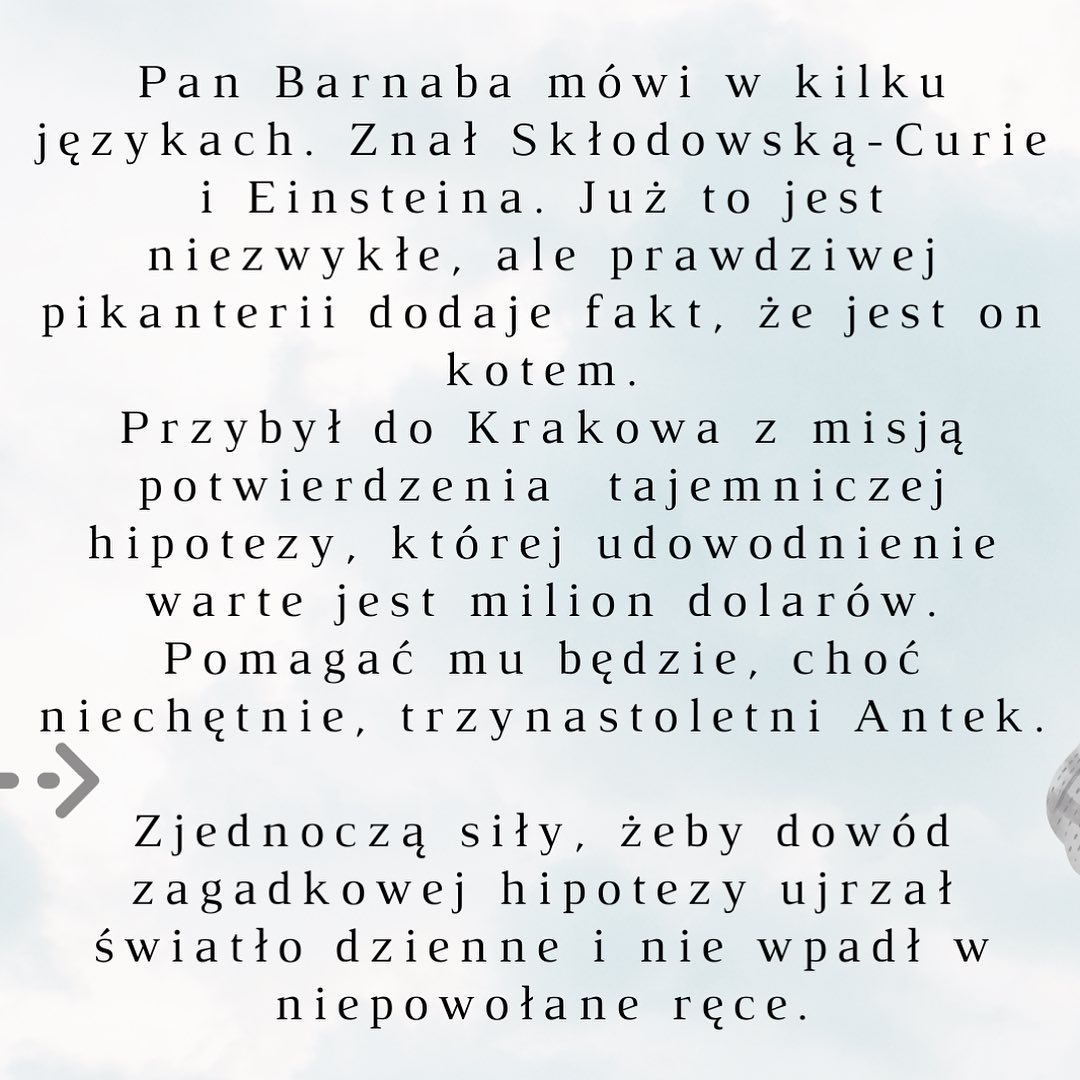 Pan Barnaba mówi w kilku
językach. Znał Skłodowską-Curie
i Einsteina. Już to jest
niezwykłe, ale prawdziwej
pikanterii dodaje fakt, że jest on
kotem.
Przybył do Krakowa z misją
potwierdzenia  tajemniczej
hipotezy, której udowodnienie
warte jest milion dolarów.
Pomagać mu będzie, choć
niechętnie, trzynastoletni Antek.
Zjednoczą siły, żeby dowód
zagadkowej hipotezy ujrzał
światło dzienne i nie wpadł w
niepowołane ręce.